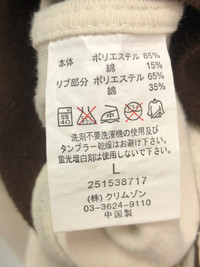 本体 ポリエステル 85%
綿 15%
リブ部分 ポリエステル 65%
綿 35%
40
洗剤不要洗濯機の使用及び
タンブラー乾燥はお避け下さい。
蛍光増白剤は使用しないで下さい。
L
251538717
(株) クリムゾン
03-3624-9110
中国製